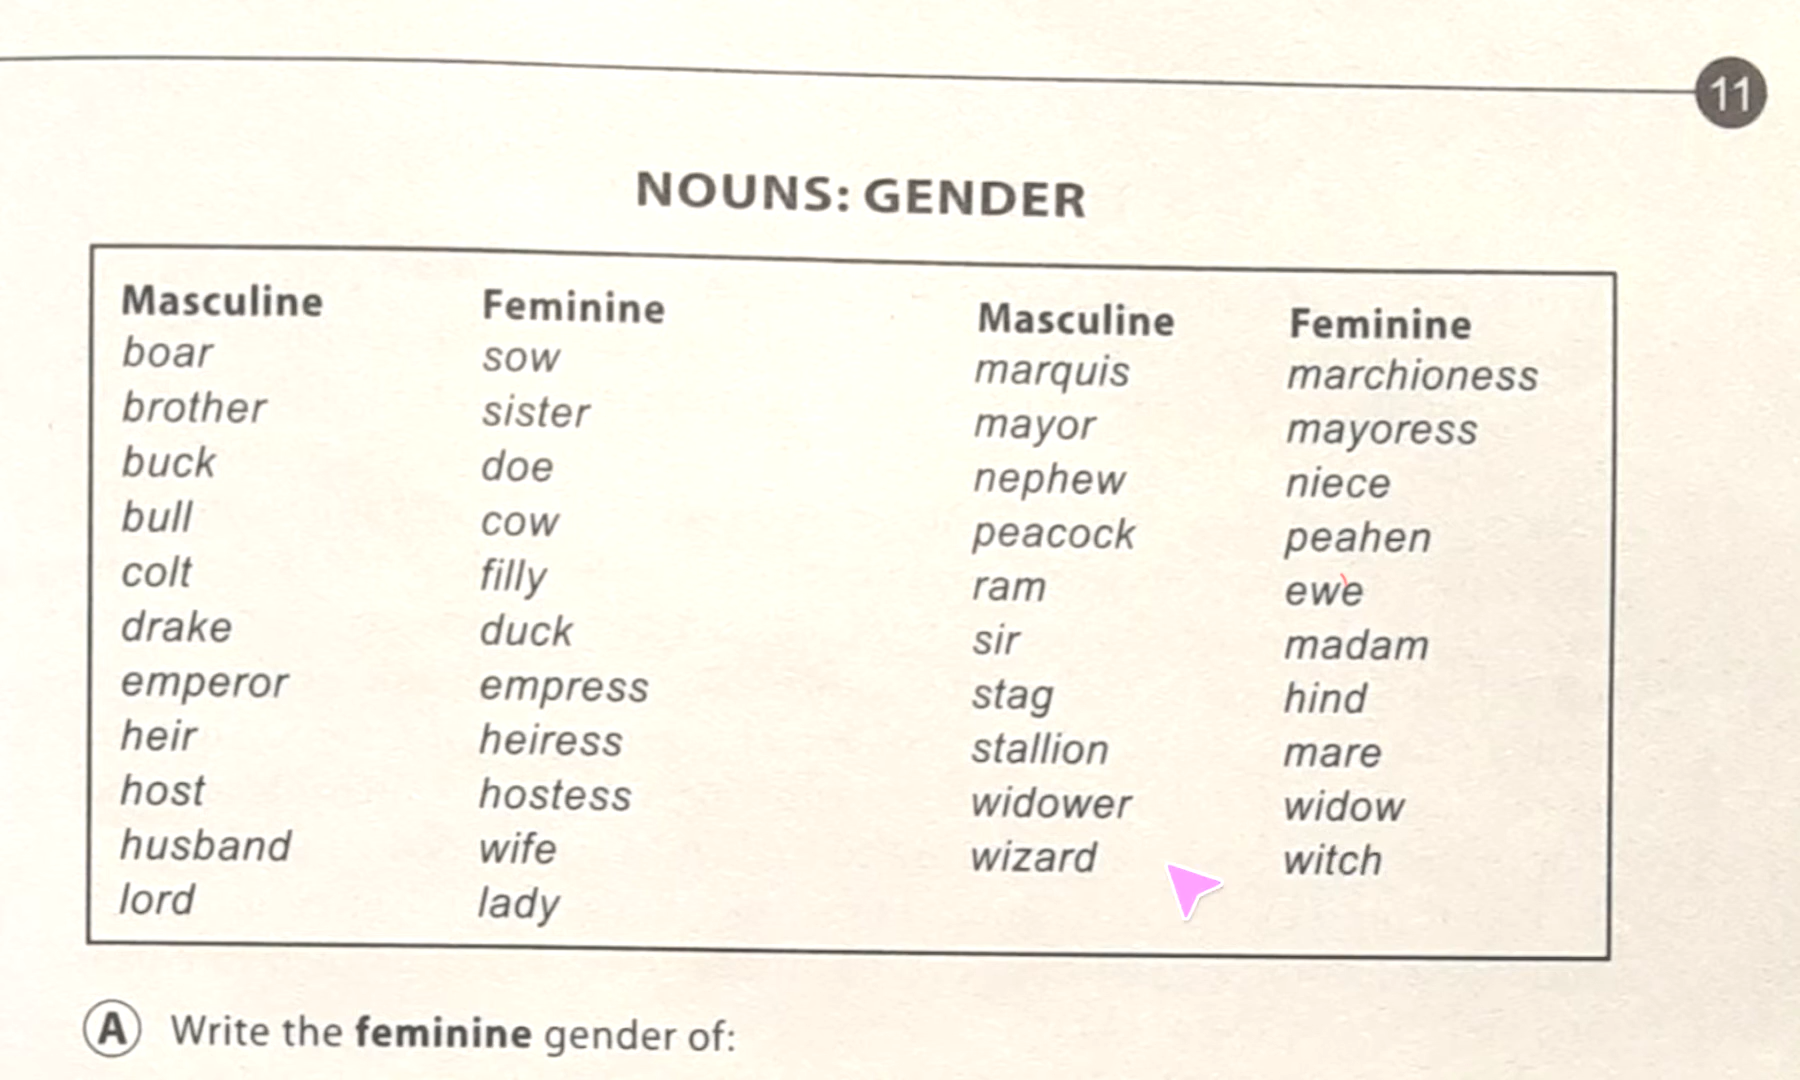 11
NOUNS: GENDER
Masculine Feminine Masculine Feminine
boar sow marquis marchioness
brother sister mayor mayoress
buck doe nephew niece
bull cow peacock peahen
colt filly ram ewe
drake duck sir madam
emperor empress stag hind
heir heiress stallion mare
host hostess widower widow
husband wife wizard witch
lord lady
A Write the feminine gender of: